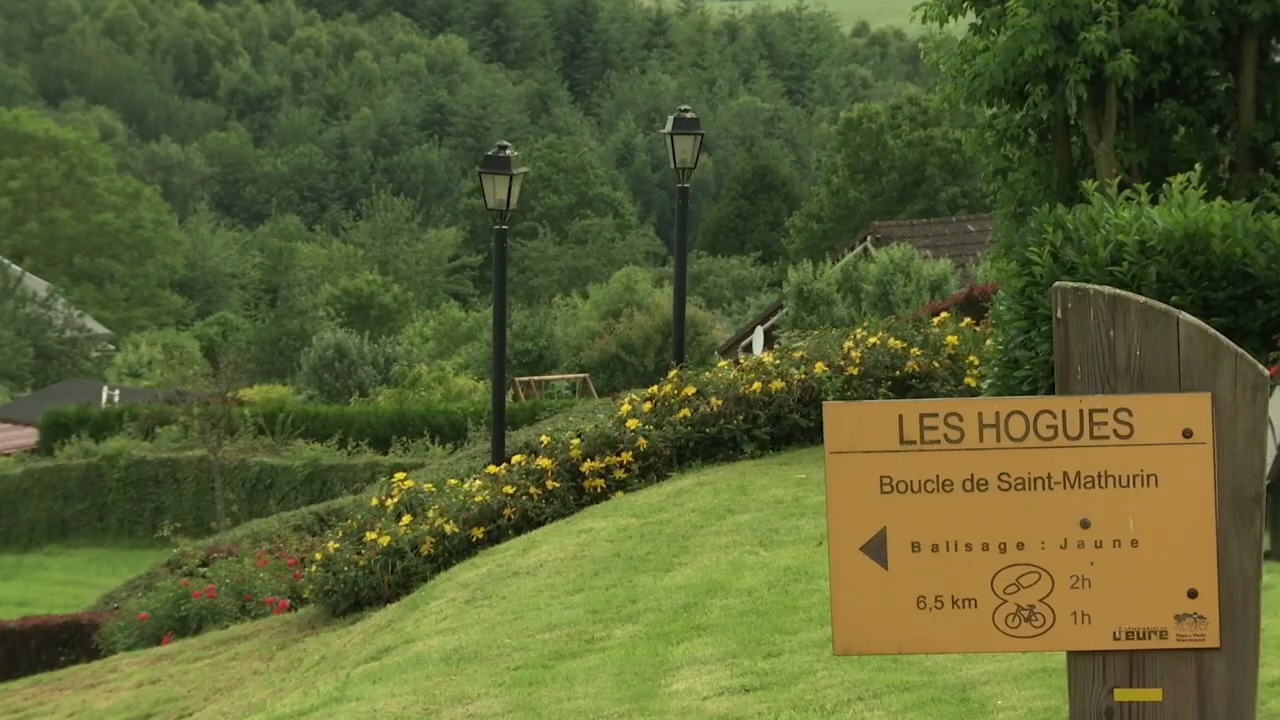 LES HOGUES
Boucle de Saint-Mathurin
Balisage : Jaune
2h
6,5 km
1h
L'eure